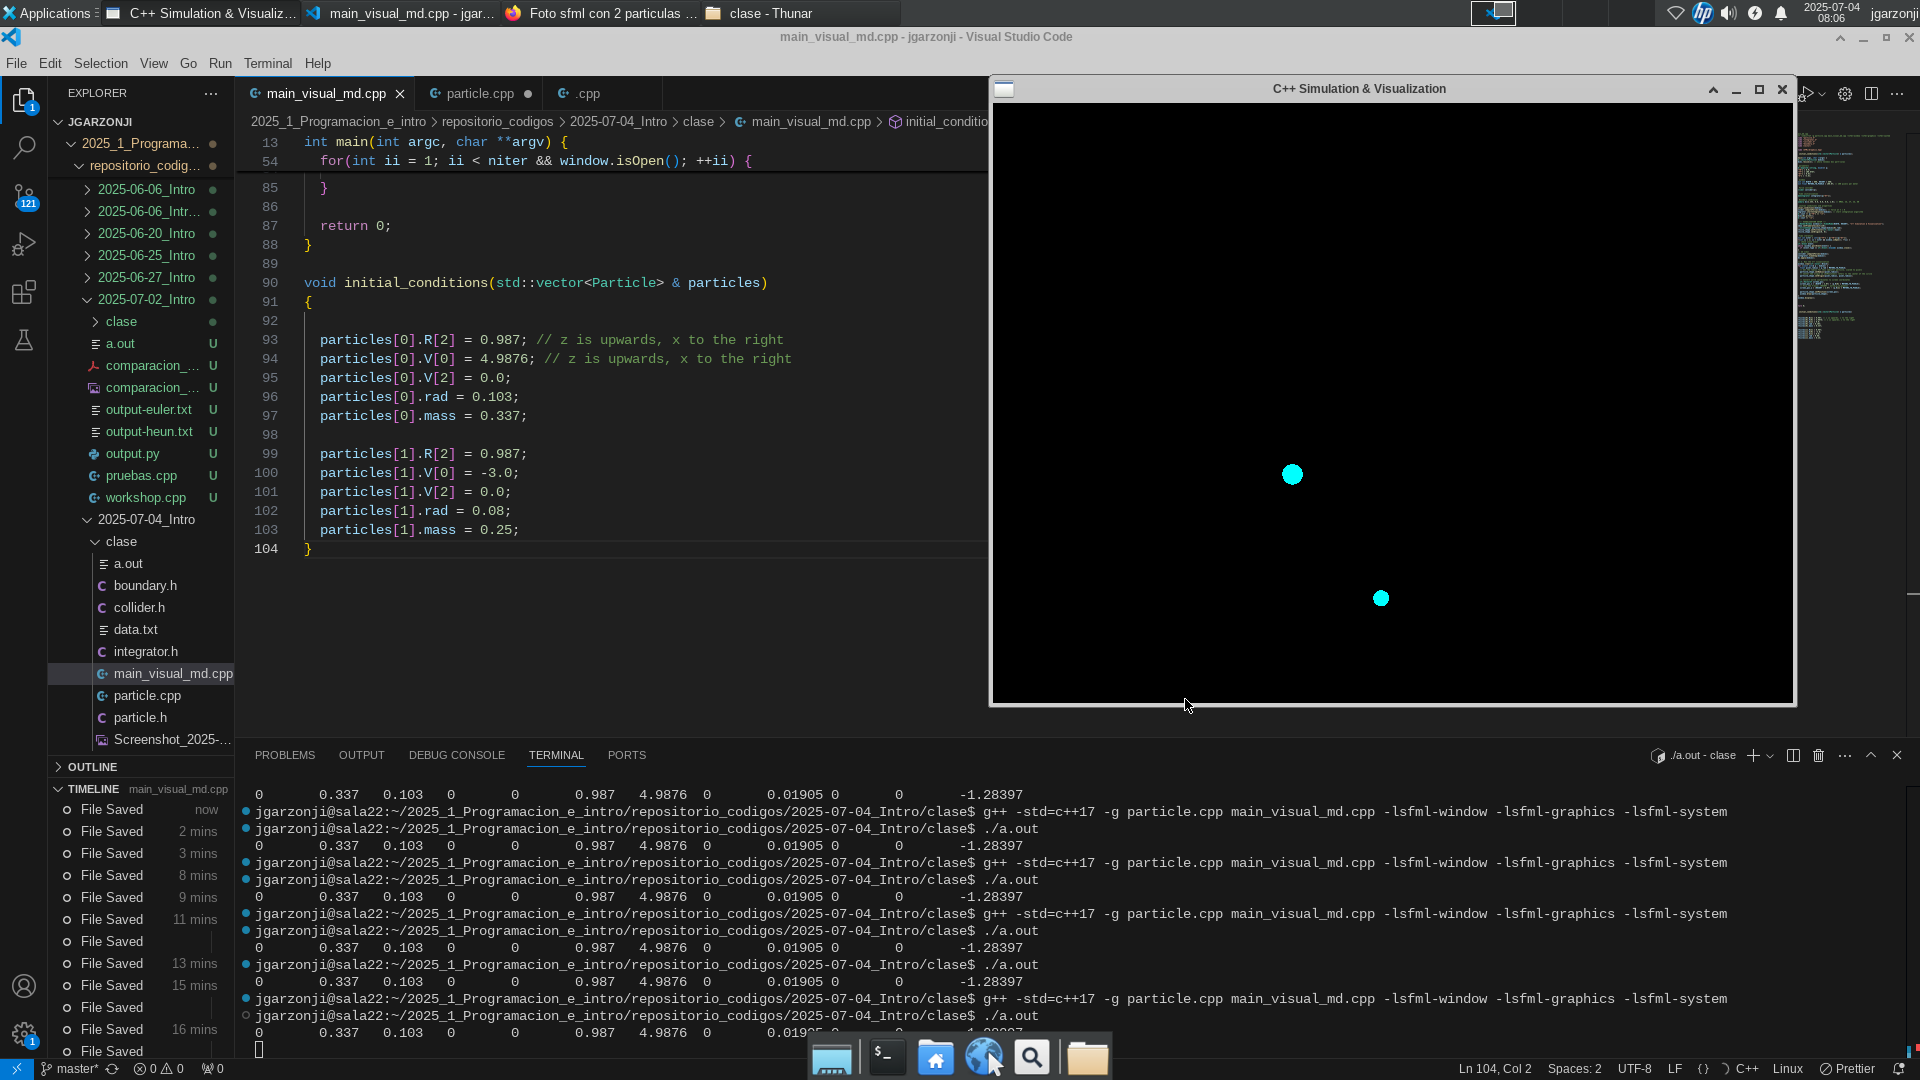 Applications
C++ Simulation & Visualiz...
main_visual_md.cpp - jgar...
Foto sfml con 2 particulas ...
clase - Thunar
2025-07-04
08:06
jgarzonji
main_visual_md.cpp - jgarzonji - Visual Studio Code
File Edit Selection View Go Run Terminal Help
EXPLORER
JGARZONJI
2025_1_Programa...
repositorio_codig...
2025-06-06_Intro
2025-06-06_Intr...
2025-06-20_Intro
2025-06-25_Intro
2025-06-27_Intro
2025-07-02_Intro
clase
a.out U
comparacion_... U
comparacion_... U
output-euler.txt U
output-heun.txt U
output.py U
pruebas.cpp U
workshop.cpp U
2025-07-04_Intro
clase
a.out
boundary.h
collider.h
data.txt
integrator.h
main_visual_md.cpp
particle.cpp
particle.h
Screenshot_2025-...
OUTLINE
TIMELINE main_visual_md.cpp
File Saved now
File Saved 2 mins
File Saved 3 mins
File Saved 8 mins
File Saved 9 mins
File Saved 11 mins
File Saved
File Saved 13 mins
File Saved 15 mins
File Saved
File Saved 16 mins
File Saved
1
121
1
main_visual_md.cpp
particle.cpp
.cpp
2025_1_Programacion_e_intro > repositorio_codigos > 2025-07-04_Intro > clase > main_visual_md.cpp > initial_conditio
13 int main(int argc, char **argv) {
54 for(int ii = 1; ii < niter && window.isOpen(); ++ii) {
85 }
86
87 return 0;
88 }
89
90 void initial_conditions(std::vector<Particle> & particles)
91 {
92
93 particles[0].R[2] = 0.987; // z is upwards, x to the right
94 particles[0].V[0] = 4.9876; // z is upwards, x to the right
95 particles[0].V[2] = 0.0;
96 particles[0].rad = 0.103;
97 particles[0].mass = 0.337;
98
99 particles[1].R[2] = 0.987;
100 particles[1].V[0] = -3.0;
101 particles[1].V[2] = 0.0;
102 particles[1].rad = 0.08;
103 particles[1].mass = 0.25;
104 }
C++ Simulation & Visualization
PROBLEMS OUTPUT DEBUG CONSOLE TERMINAL PORTS
./a.out - clase
0 0.337 0.103 0 0 0.987 4.9876 0 0.01905 0 0 -1.28397
jgarzonji@sala22:~/2025_1_Programacion_e_intro/repositorio_codigos/2025-07-04_Intro/clase$ g++ -std=c++17 -g particle.cpp main_visual_md.cpp -lsfml-window -lsfml-graphics -lsfml-system
jgarzonji@sala22:~/2025_1_Programacion_e_intro/repositorio_codigos/2025-07-04_Intro/clase$ ./a.out
0 0.337 0.103 0 0 0.987 4.9876 0 0.01905 0 0 -1.28397
jgarzonji@sala22:~/2025_1_Programacion_e_intro/repositorio_codigos/2025-07-04_Intro/clase$ g++ -std=c++17 -g particle.cpp main_visual_md.cpp -lsfml-window -lsfml-graphics -lsfml-system
jgarzonji@sala22:~/2025_1_Programacion_e_intro/repositorio_codigos/2025-07-04_Intro/clase$ ./a.out
0 0.337 0.103 0 0 0.987 4.9876 0 0.01905 0 0 -1.28397
jgarzonji@sala22:~/2025_1_Programacion_e_intro/repositorio_codigos/2025-07-04_Intro/clase$ g++ -std=c++17 -g particle.cpp main_visual_md.cpp -lsfml-window -lsfml-graphics -lsfml-system
jgarzonji@sala22:~/2025_1_Programacion_e_intro/repositorio_codigos/2025-07-04_Intro/clase$ ./a.out
0 0.337 0.103 0 0 0.987 4.9876 0 0.01905 0 0 -1.28397
jgarzonji@sala22:~/2025_1_Programacion_e_intro/repositorio_codigos/2025-07-04_Intro/clase$ ./a.out
0 0.337 0.103 0 0 0.987 4.9876 0 0.01905 0 0 -1.28397
jgarzonji@sala22:~/2025_1_Programacion_e_intro/repositorio_codigos/2025-07-04_Intro/clase$ g++ -std=c++17 -g particle.cpp main_visual_md.cpp -lsfml-window -lsfml-graphics -lsfml-system
jgarzonji@sala22:~/2025_1_Programacion_e_intro/repositorio_codigos/2025-07-04_Intro/clase$ ./a.out
0 0.337 0.103 0 0 0.987 4.9876 0
master* 0 0 0
Ln 104, Col 2 Spaces: 2 UTF-8 LF {} C++ Linux Prettier